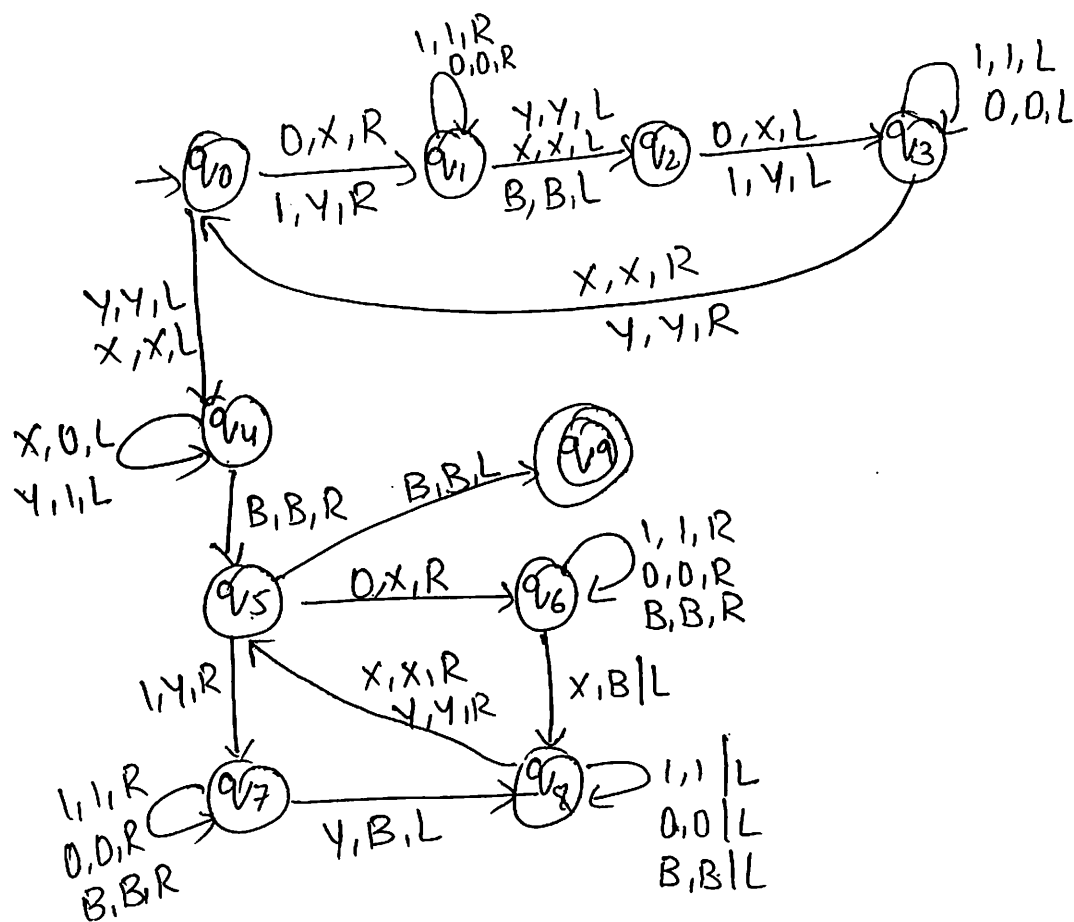 1,1,R
0,0,R
1,1,L
0,0,L
q0
0,X,R
1,Y,R
q1
Y,Y,L
X,X,L
B,B,L
q2
0,X,L
1,Y,L
q3
X,X,R
Y,Y,R
Y,Y,L
X,X,L
q4
X,0,L
Y,1,L
B,B,R
B,B,L
q9
q5
0,X,R
q6
1,1,R
0,0,R
B,B,R
1,Y,R
X,X,R
Y,Y,R
X,B|L
q7
1,1,R
0,0,R
B,B,R
Y,B,L
q8
1,1|L
0,0|L
B,B|L